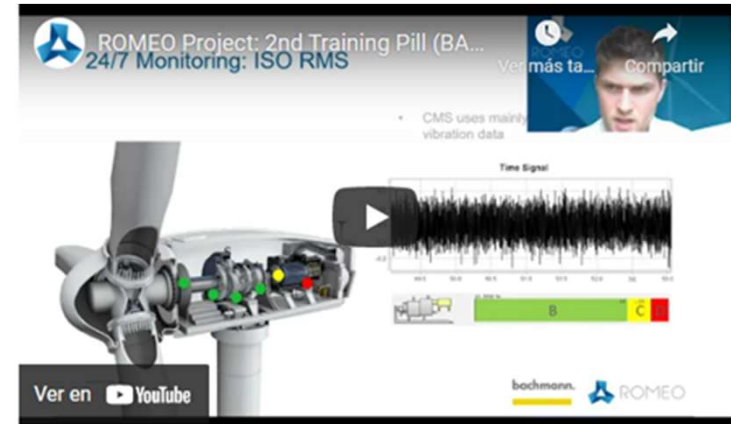 ROMEO Project: 2nd Training Pill (BA...
24/7 Monitoring: ISO RMS
Ver más ta...
Compartir
• CMS uses mainly
vibration data
Time Signal
B
C
Ver en YouTube
bachmann.
ROMEO